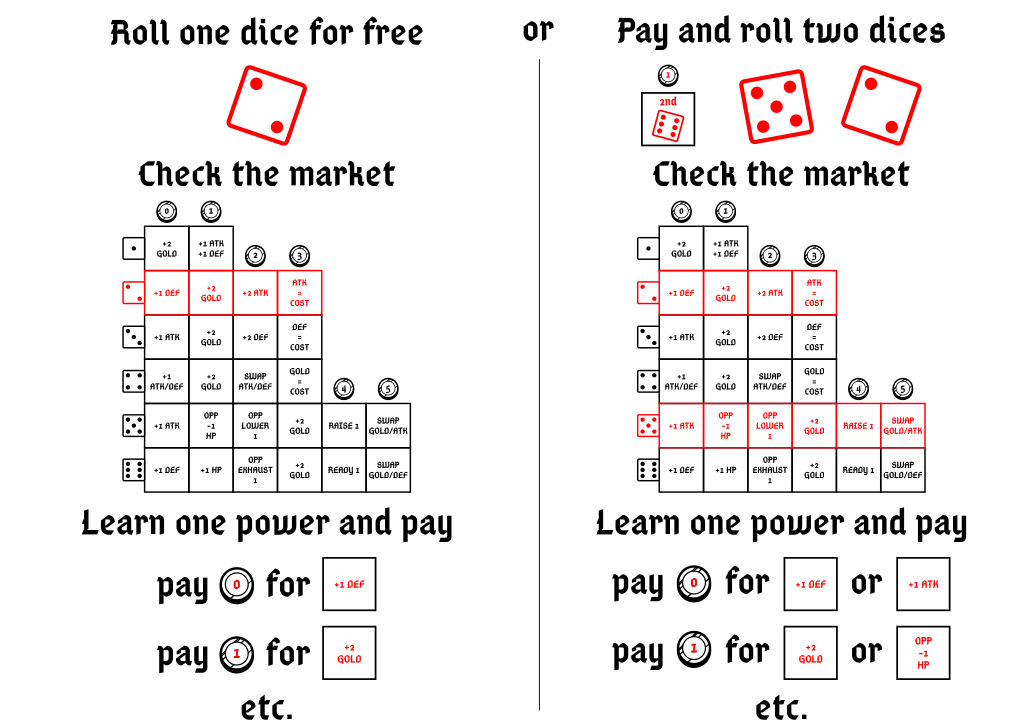 Roll one dice for free
or
Pay and roll two dices
1
2nd
Check the market
0 1
+2 GOLD
+1 ATK +1 DEF
2 3
+1 DEF
+2 GOLD
+2 ATK
ATK = COST
+1 ATK
+2 GOLD
+2 DEF
DEF = COST
+1 ATK/DEF
+2 GOLD
SWAP ATK/DEF
GOLD = COST
4 5
+1 ATK
OPP -1 HP
OPP LOWER 1
+2 GOLD
RAISE 1
SWAP GOLD/ATK
+1 DEF
+1 HP
OPP EXHAUST 1
+2 GOLD
READY 1
SWAP GOLD/DEF
Learn one power and pay
pay 0 for +1 DEF
pay 1 for +2 GOLD
etc.
Check the market
0 1
+2 GOLD
+1 ATK +1 DEF
2 3
+1 DEF
+2 GOLD
+2 ATK
ATK = COST
+1 ATK
+2 GOLD
+2 DEF
DEF = COST
+1 ATK/DEF
+2 GOLD
SWAP ATK/DEF
GOLD = COST
4 5
+1 ATK
OPP -1 HP
OPP LOWER 1
+2 GOLD
RAISE 1
SWAP GOLD/ATK
+1 DEF
+1 HP
OPP EXHAUST 1
+2 GOLD
READY 1
SWAP GOLD/DEF
Learn one power and pay
pay 0 for +1 DEF or +1 ATK
pay 1 for +2 GOLD or OPP -1 HP
etc.